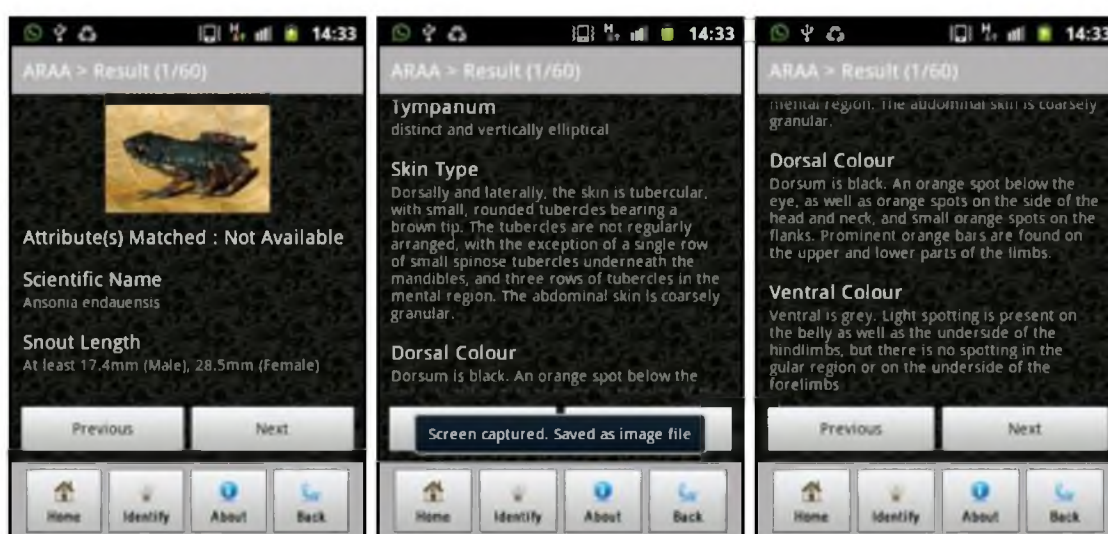 14:33
ARAA > Result (1/60)
Attribute(s) Matched : Not Available
Scientific Name
Ansonia endauensis
Snout Length
At least 17.4mm (Male), 28.5mm (Female)
Previous
Next
Home
Identify
About
Back
14:33
ARAA > Result (1/60)
Tympanum
distinct and vertically elliptical
Skin Type
Dorsally and laterally, the skin is tubercular,
with small, rounded tubercles bearing a
brown tip. The tubercles are not regularly
arranged, with the exception of a single row
of small spinose tubercles underneath the
mandibles, and three rows of tubercles in the
mental region. The abdominal skin is coarsely
granular.
Dorsal Colour
Dorsum is black. An orange spot below the
Screen captured. Saved as image file
Home
Identify
About
Back
14:33
ARAA > Result (1/60)
mental region. The abdominal skin is coarsely
granular.
Dorsal Colour
Dorsum is black. An orange spot below the
eye, as well as orange spots on the side of the
head and neck, and small orange spots on the
flanks. Prominent orange bars are found on
the upper and lower parts of the limbs.
Ventral Colour
Ventral is grey. Light spotting is present on
the belly as well as the underside of the
hindlimbs, but there is no spotting in the
gular region or on the underside of the
forelimbs
Previous
Next
Home
Identify
About
Back